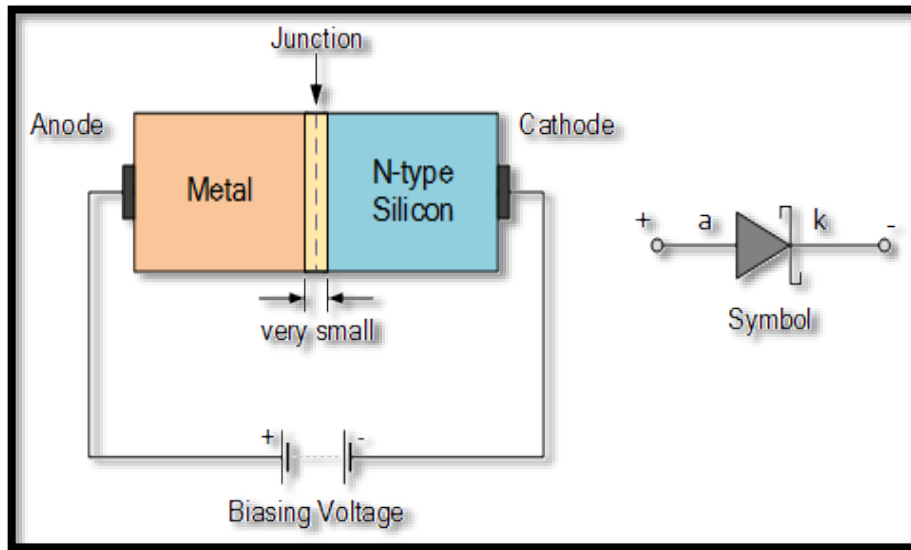 Junction
Anode
Cathode
Metal
N-type
Silicon
+ a k -
very small
Symbol
+ -
Biasing Voltage